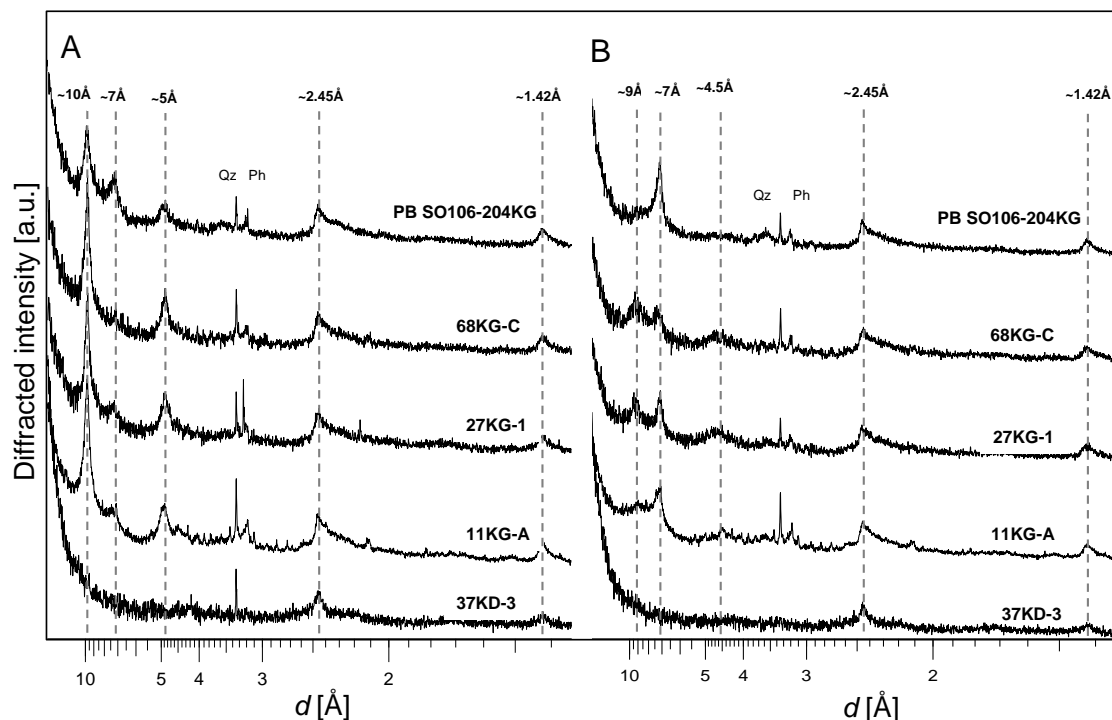 A
~10Å
~7Å
~5Å
~2.45Å
~1.42Å
Qz
Ph
PB SO106-204KG
68KG-C
27KG-1
11KG-A
37KD-3
10
5
4
3
2
d [Å]
Diffracted intensity [a.u.]
B
~9Å
~7Å
~4.5Å
~2.45Å
~1.42Å
Qz
Ph
PB SO106-204KG
68KG-C
27KG-1
11KG-A
37KD-3
10
5
4
3
2
d [Å]